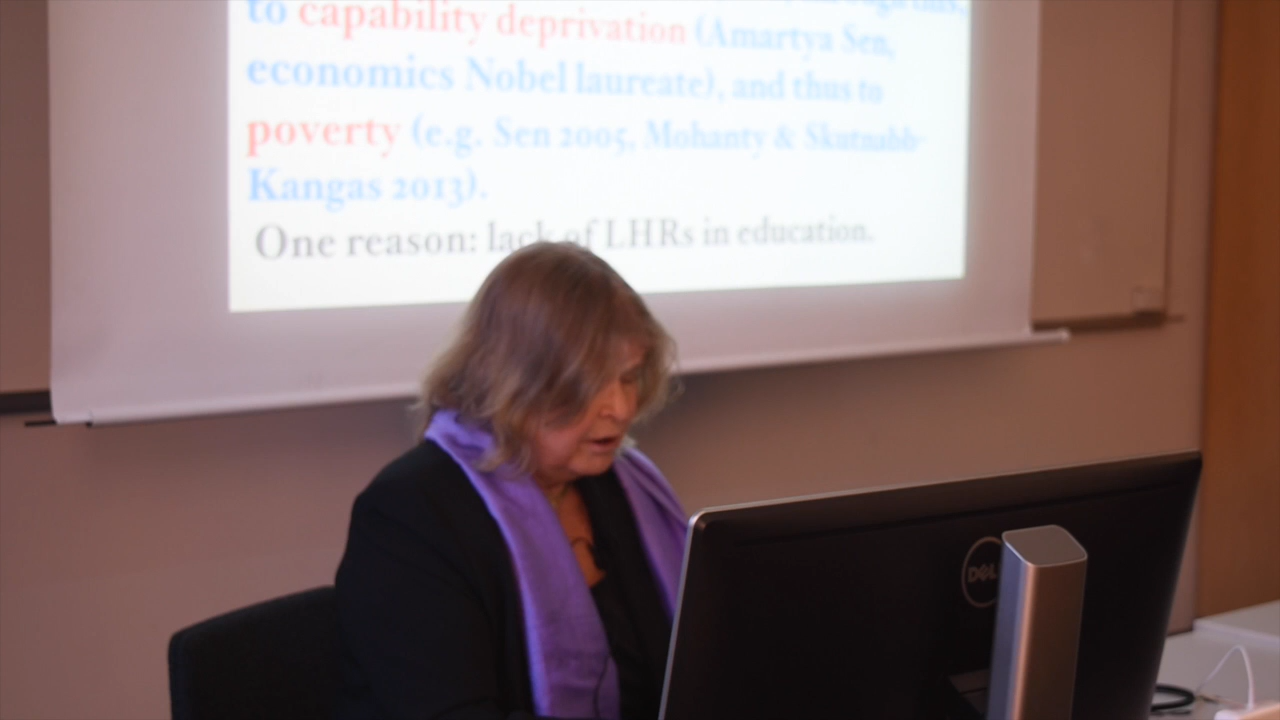 to capability deprivation (Amartya Sen,
economics Nobel laureate), and thus to
poverty (e.g. Sen 2005, Mohanty & Skutnabb-
Kangas 2013).
One reason: lack of LHRs in education.
DELL